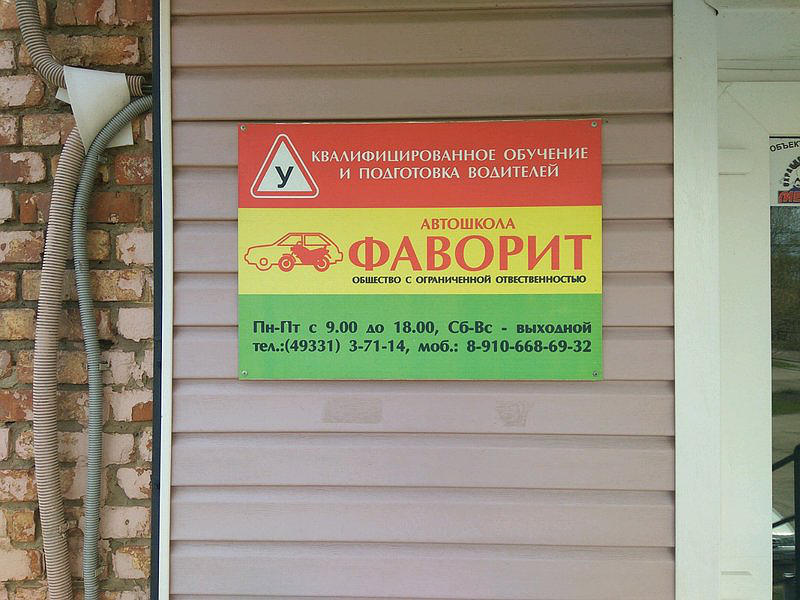 У
КВАЛИФИЦИРОВАННОЕ ОБУЧЕНИЕ
И ПОДГОТОВКА ВОДИТЕЛЕЙ
АВТОШКОЛА
ФАВОРИТ
ОБЩЕСТВО С ОГРАНИЧЕННОЙ ОТВЕСТВЕННОСТЬЮ
Пн-Пт с 9.00 до 18.00, Сб-Вс - выходной
тел.:(49331) 3-71-14, моб.: 8-910-668-69-32